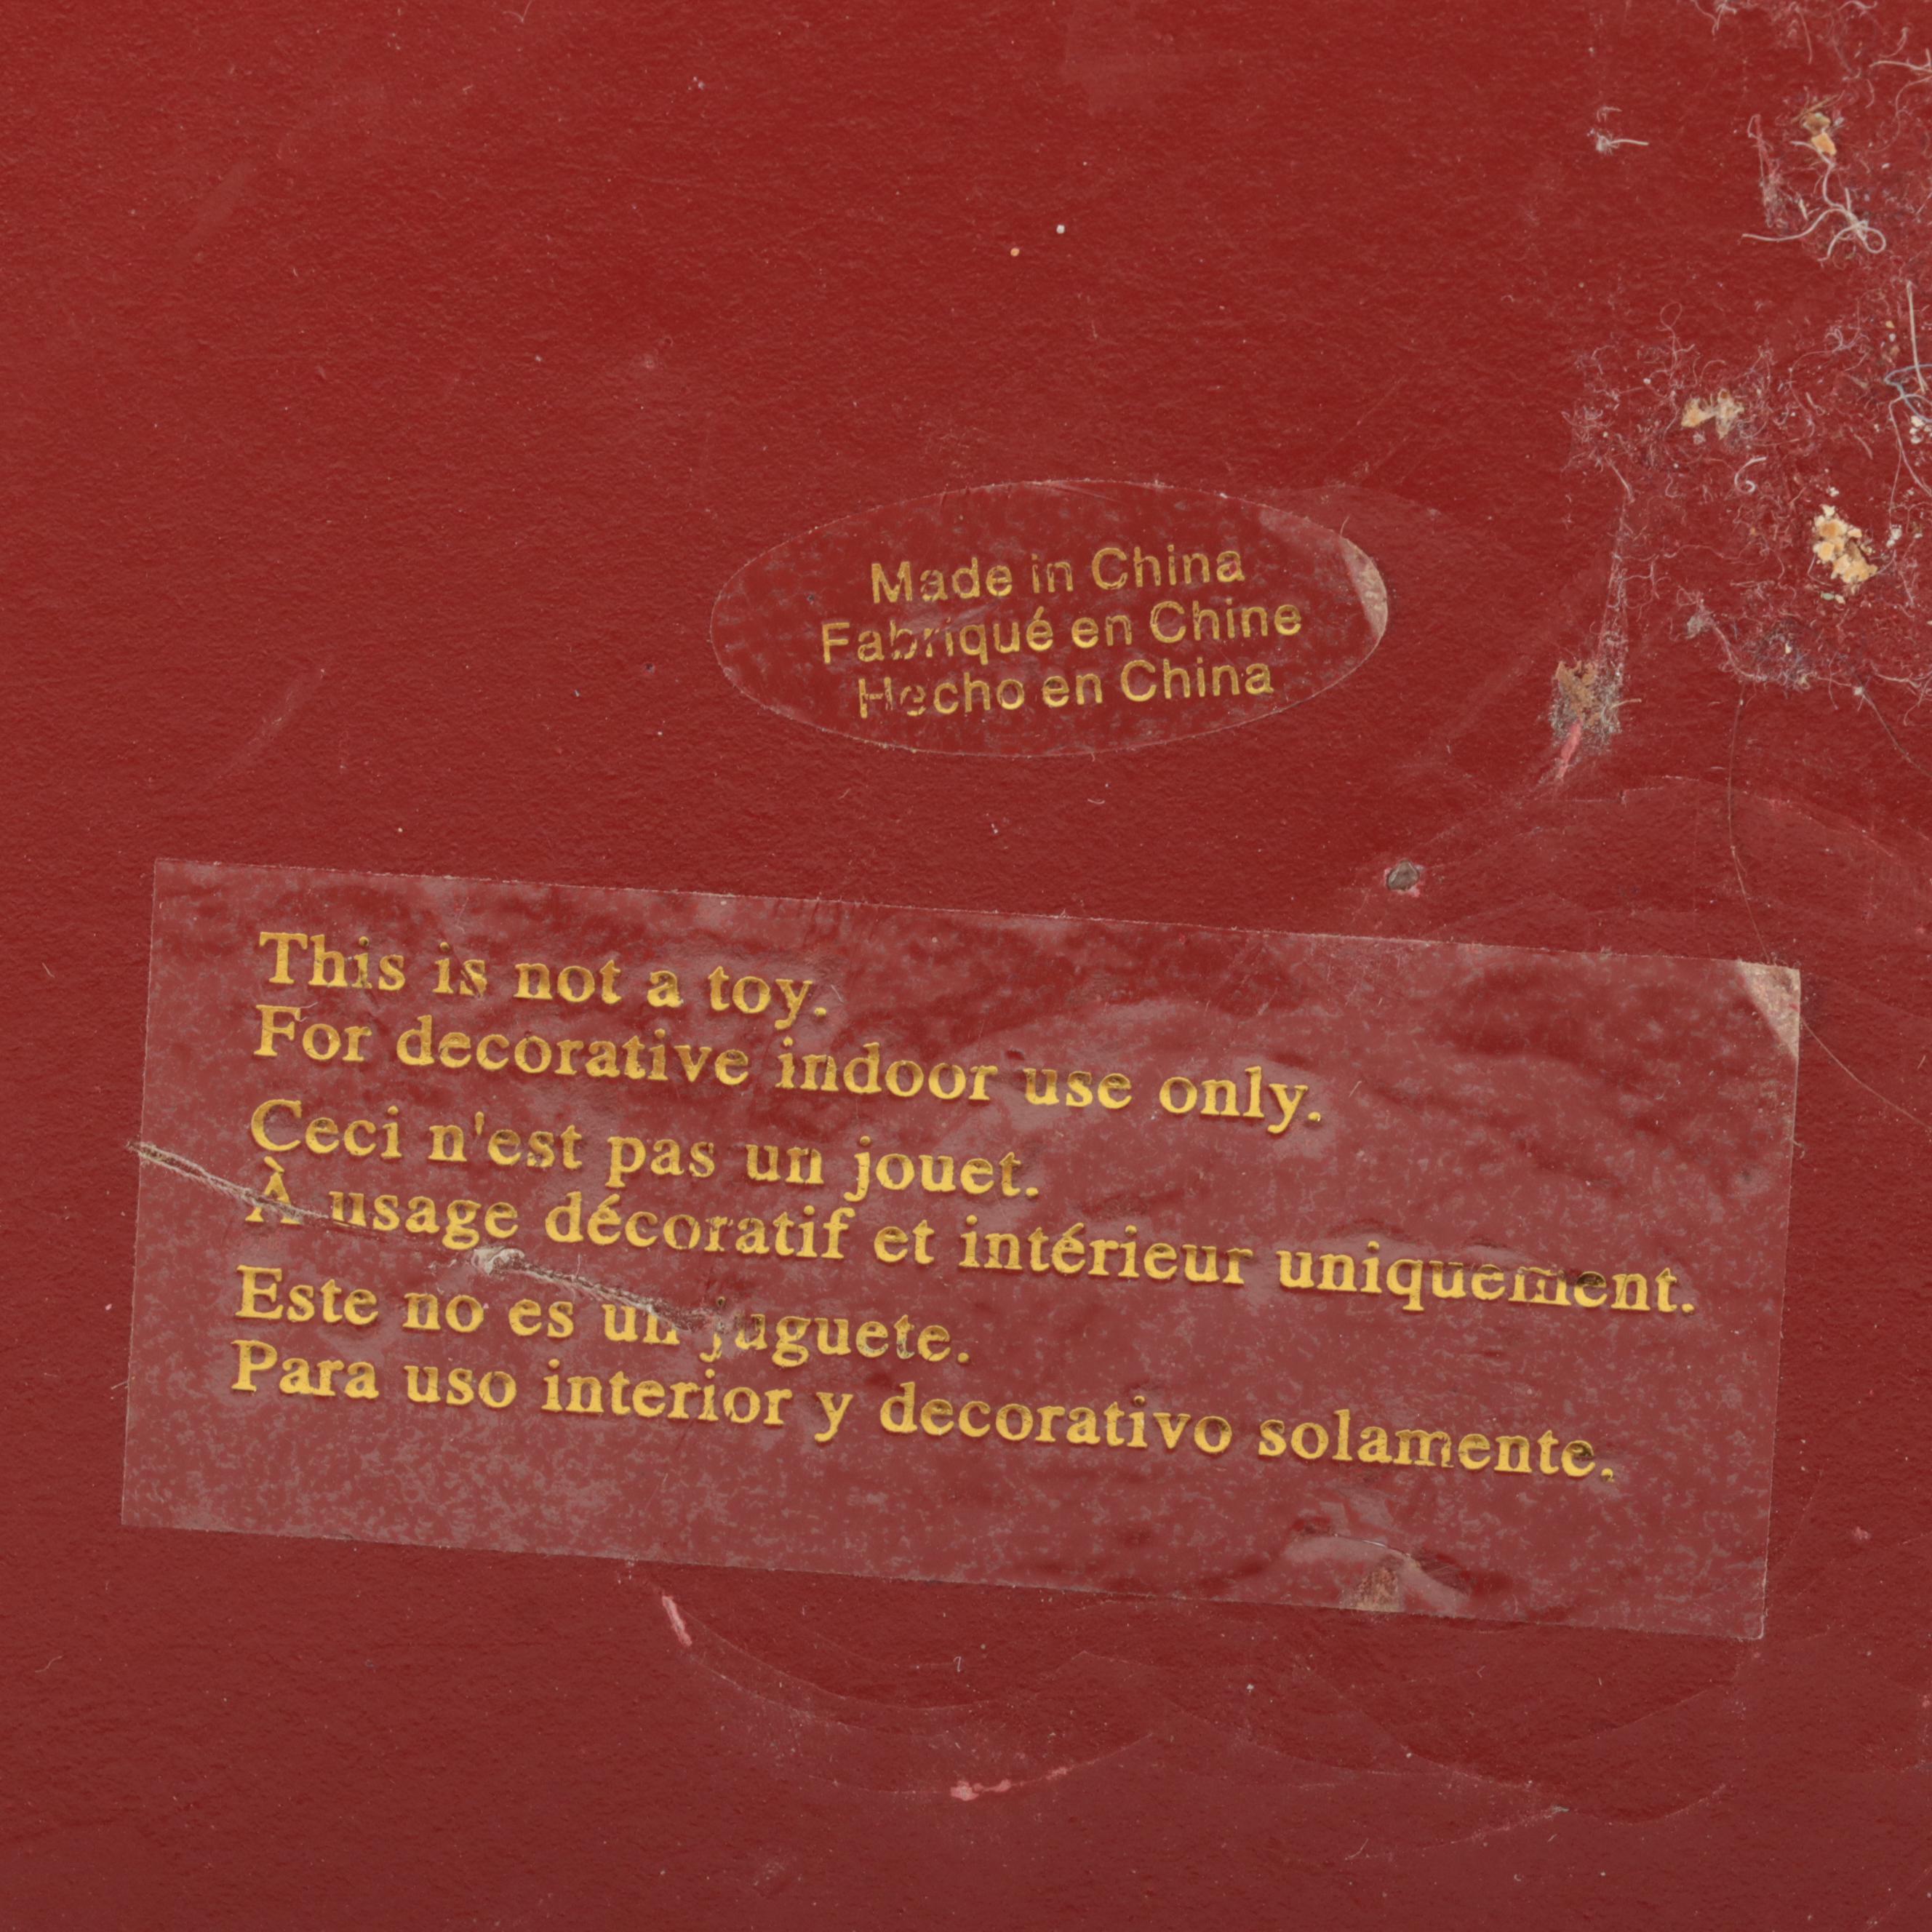 Made in China
Fabriqué en Chine
Hecho en China
This is not a toy.
For decorative indoor use only.
Ceci n'est pas un jouet.
À usage décoratif et intérieur uniquement.
Este no es un juguete.
Para uso interior y decorativo solamente.